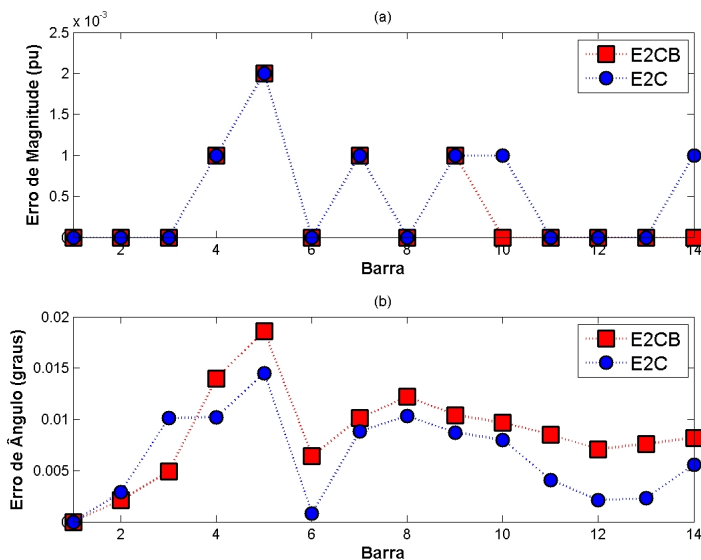 (a)
x 10⁻³
2.5
2
1.5
1
0.5
0
2
4
6
8
10
12
14
Erro de Magnitude (pu)
Barra
E2CB
E2C
(b)
0.02
0.015
0.01
0.005
0
2
4
6
8
10
12
14
Erro de Ângulo (graus)
Barra
E2CB
E2C